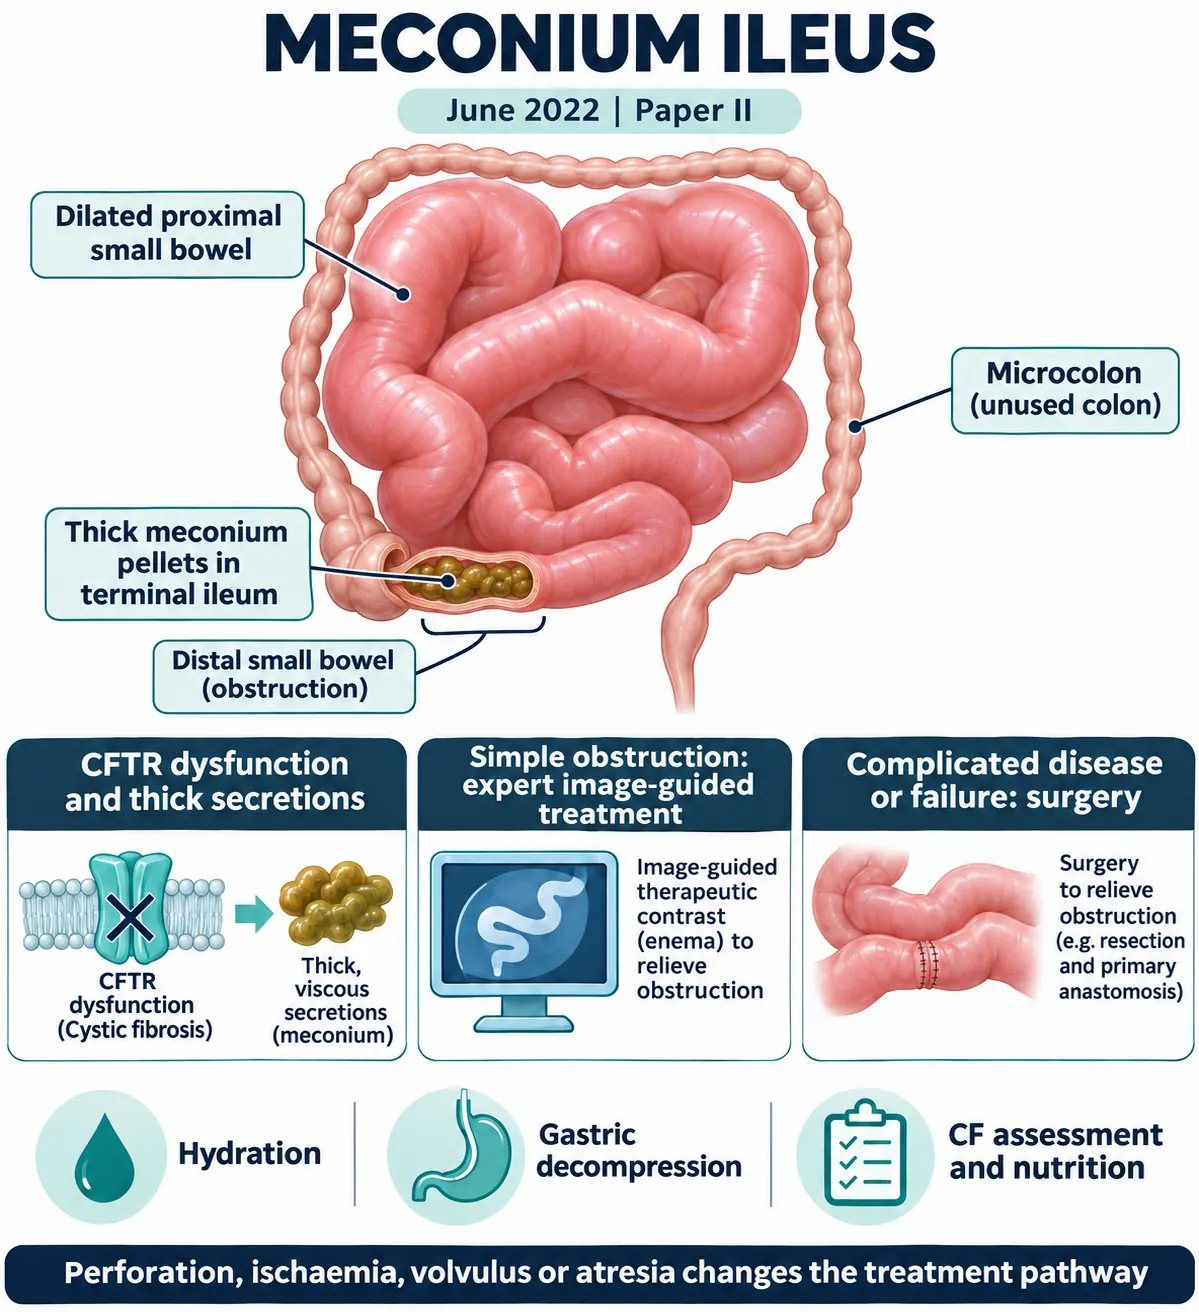 MECONIUM ILEUS
June 2022 | Paper II
Dilated proximal
small bowel
Microcolon
(unused colon)
Thick meconium
pellets in
terminal ileum
Distal small bowel
(obstruction)
CFTR dysfunction
and thick secretions
CFTR
dysfunction
(Cystic fibrosis)
Thick,
viscous
secretions
(meconium)
Simple obstruction:
expert image-guided
treatment
Image-guided
therapeutic
contrast
(enema) to
relieve
obstruction
Complicated disease
or failure: surgery
Surgery
to relieve
obstruction
(e.g. resection
and primary
anastomosis)
Hydration
Gastric
decompression
CF assessment
and nutrition
Perforation, ischaemia, volvulus or atresia changes the treatment pathway